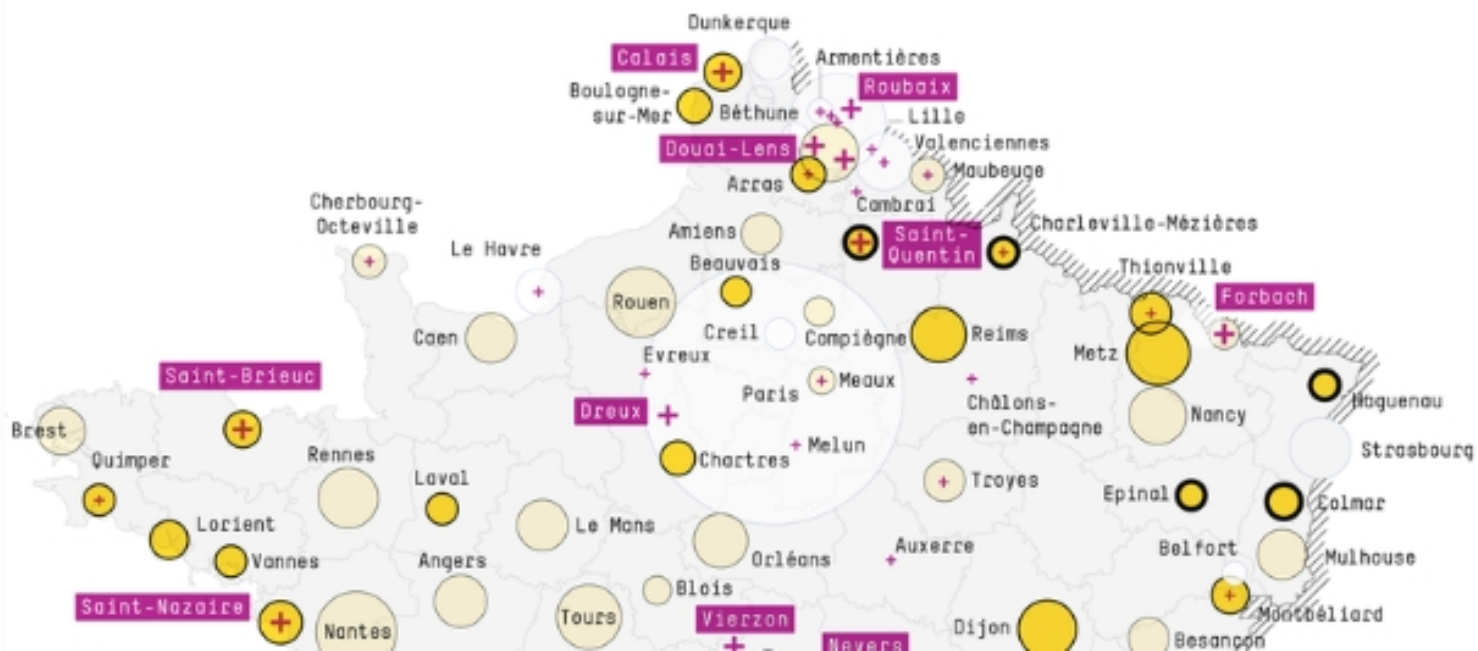 Dunkerque
Calais
Armentières
Boulogne-
sur-Mer
Béthune
Roubaix
Lille
Douai-Lens
Valenciennes
Maubeuge
Arras
Cambrai
Cherbourg-
Octeville
Le Havre
Amiens
Saint-
Quentin
Charleville-Mézières
Beauvais
Thionville
Rouen
Forbach
Caen
Creil
Compiègne
Reims
Metz
Evreux
Saint-Brieuc
Paris
Meaux
Dreux
Châlons-
en-Champagne
Haguenau
Nancy
Brest
Quimper
Rennes
Chartres
Melun
Strasbourg
Laval
Troyes
Epinal
Colmar
Lorient
Le Mans
Vannes
Angers
Orléans
Auxerre
Belfort
Mulhouse
Blois
Saint-Nazaire
Nantes
Tours
Vierzon
Nevers
Dijon
Montbéliard
Besançon